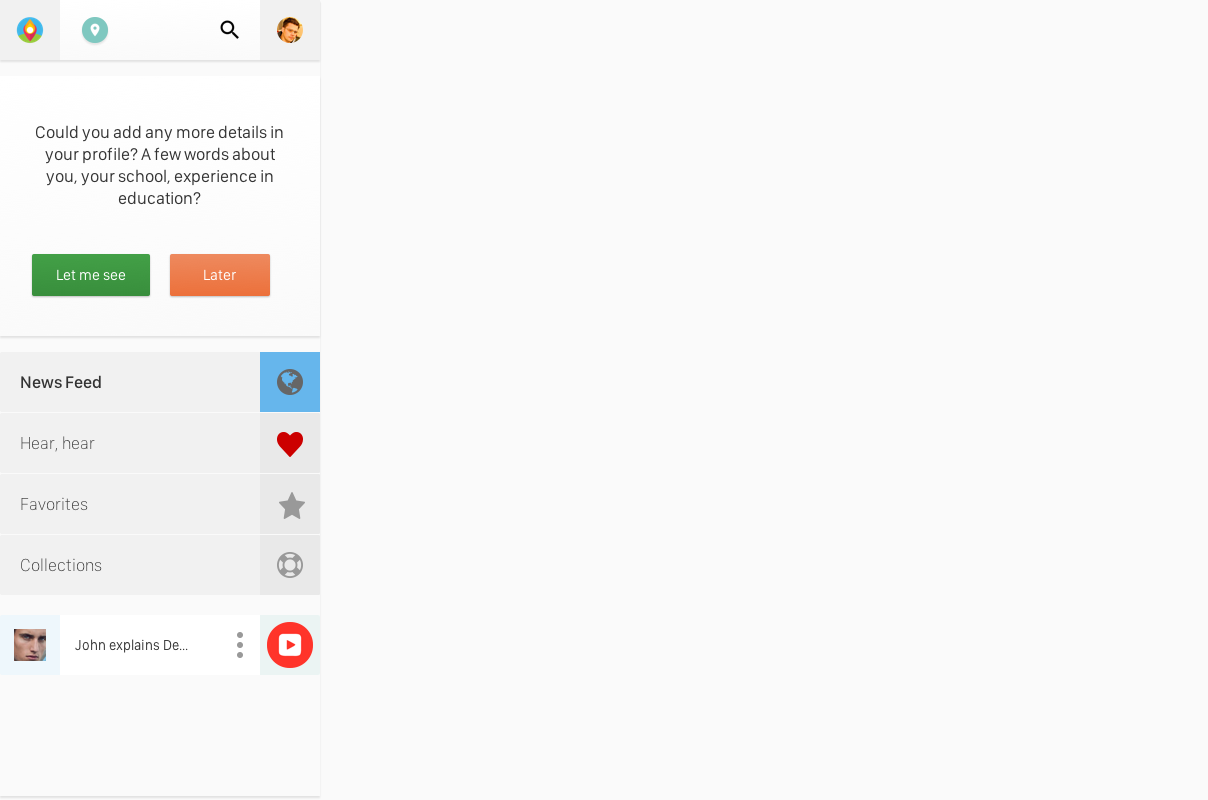 Could you add any more details in
your profile? A few words about
you, your school, experience in
education?
Let me see
Later
News Feed
Hear, hear
Favorites
Collections
John explains De...